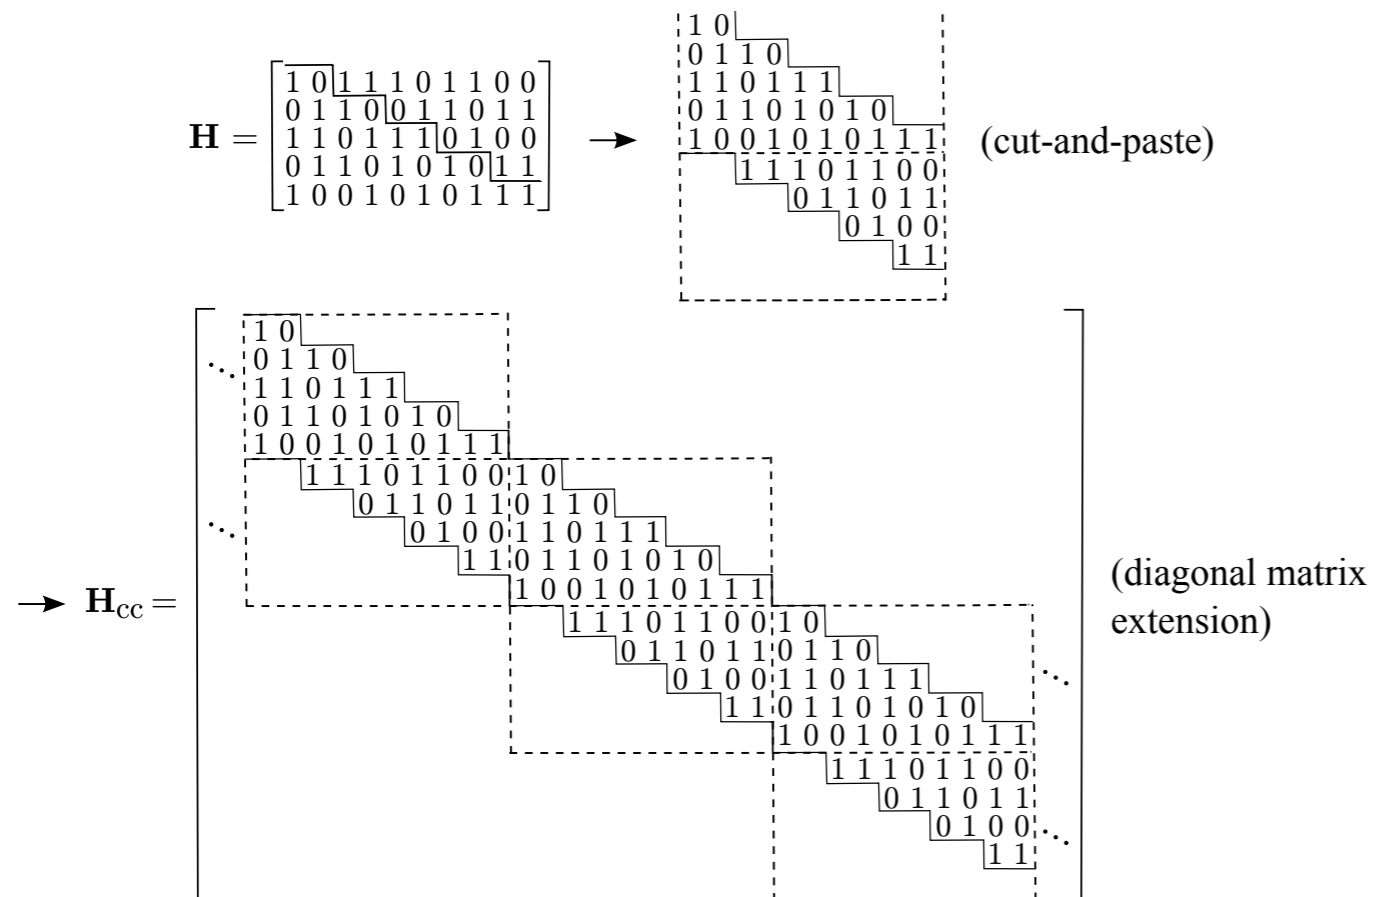 H =
1 0 1 1 1 0 1 1 0 0
0 1 1 0 0 1 1 0 1 1
1 1 0 1 1 1 0 1 0 0
0 1 1 0 1 0 1 0 1 1
1 0 0 1 0 1 0 1 1 1
→
1 0
0 1 1 0
1 1 0 1 1 1
0 1 1 0 1 0 1 0
1 0 0 1 0 1 0 1 1 1
1 1 1 0 1 1 0 0
0 1 1 0 1 1
0 1 0 0
1 1
(cut-and-paste)
→ Hcc =
1 0
0 1 1 0
1 1 0 1 1 1
0 1 1 0 1 0 1 0
1 0 0 1 0 1 0 1 1 1
1 1 1 0 1 1 0 0 1 0
0 1 1 0 1 1 0 1 1 0
0 1 0 0 1 1 0 1 1 1
1 1 0 1 1 0 1 0 1 0
1 0 0 1 0 1 0 1 1 1
1 1 1 0 1 1 0 0 1 0
0 1 1 0 1 1 0 1 1 0
0 1 0 0 1 1 0 1 1 1
1 1 0 1 1 0 1 0 1 0
1 0 0 1 0 1 0 1 1 1
1 1 1 0 1 1 0 0
0 1 1 0 1 1
0 1 0 0
1 1
(diagonal matrix
extension)